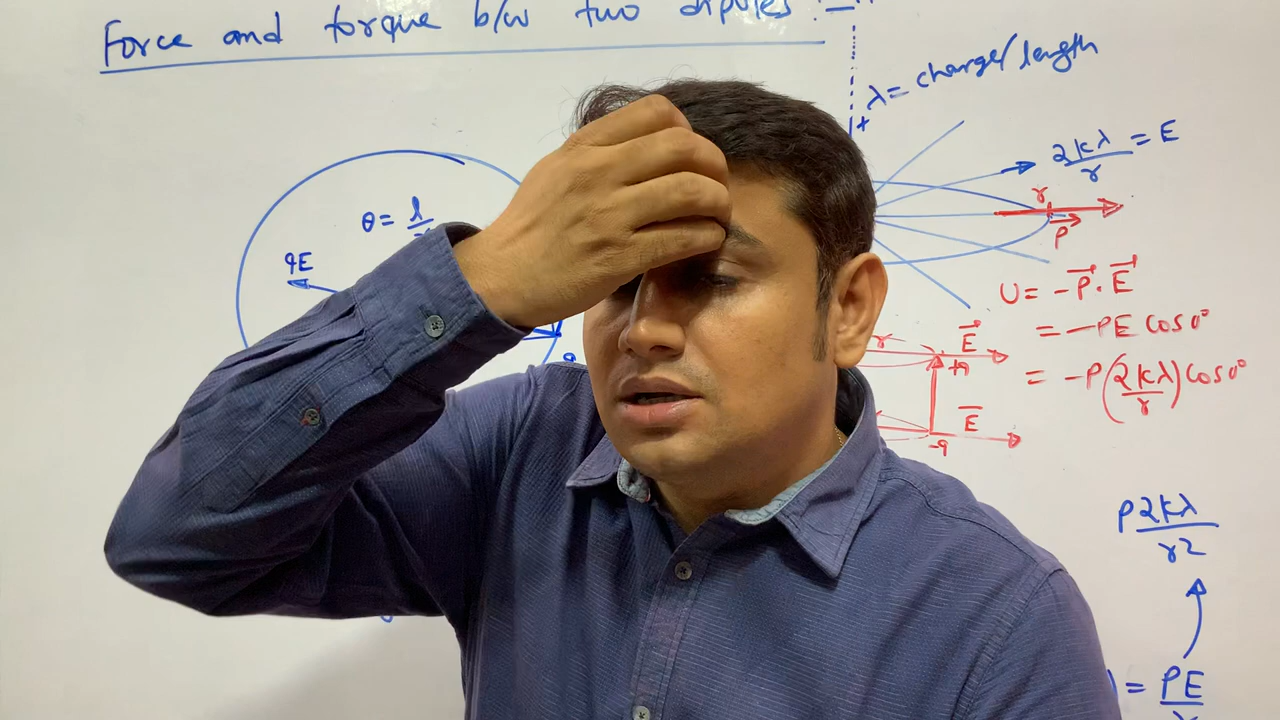 Force and torque b/w two dipoles :-
λ = charge/length
+
2kλ/r = E
r
P
θ = l/
qE
U = -P⃗.E⃗
= -PE cos0°
= -P(2kλ/r)cos0°
r
E⃗
+q
E⃗
-q
q
P2kλ/r2
= PE/r